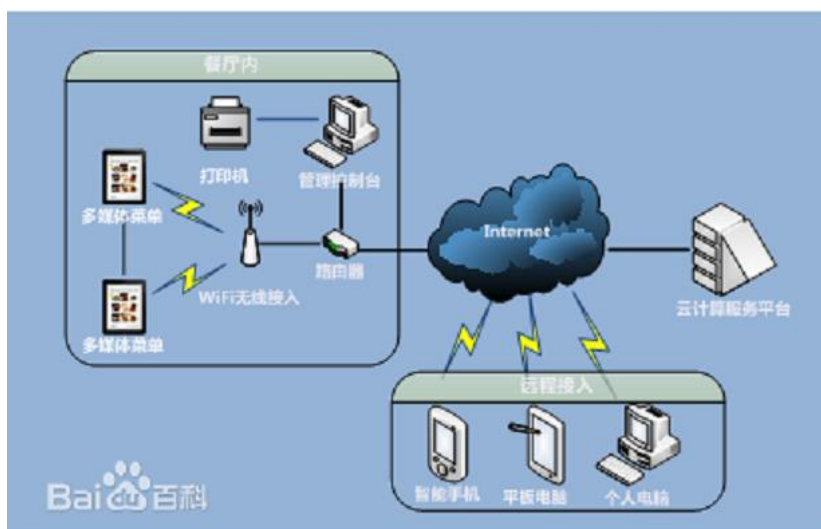 餐厅内
打印机
管理控制台
多媒体菜单
WiFi无线接入
路由器
多媒体菜单
Internet
云计算服务平台
远程接入
智能手机
平板电脑
个人电脑
Baidu百科